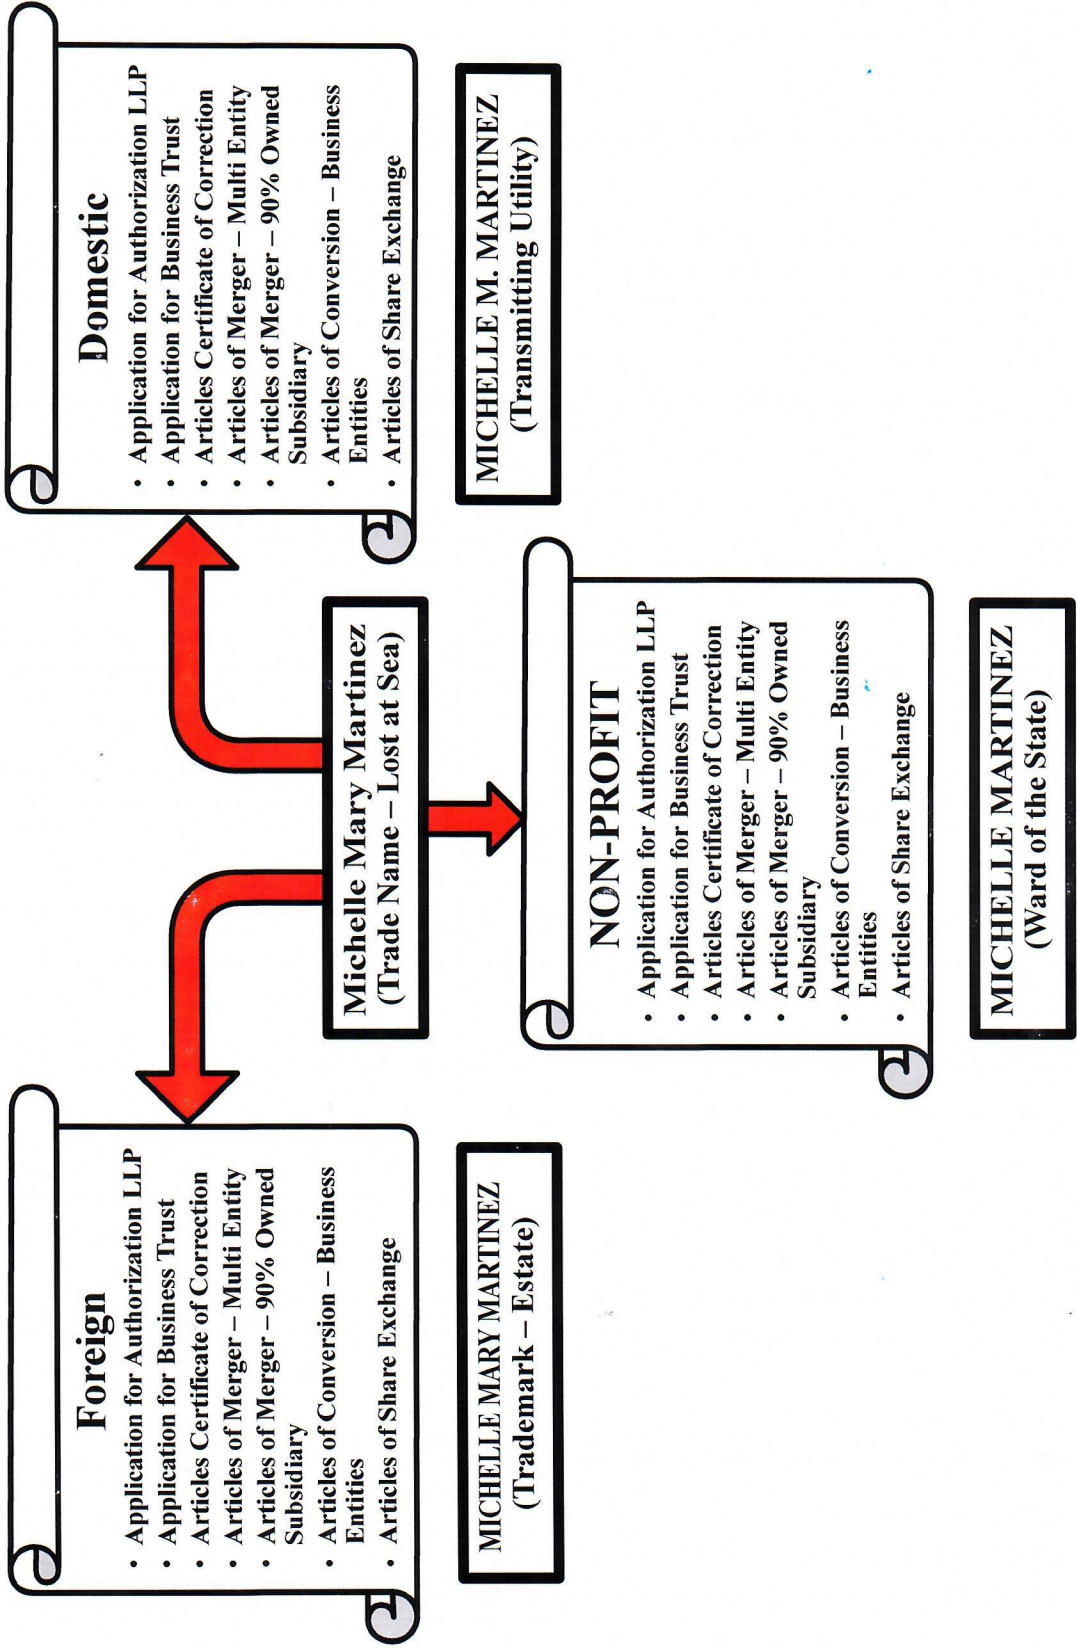 Foreign
• Application for Authorization LLP
• Application for Business Trust
• Articles Certificate of Correction
• Articles of Merger – Multi Entity
• Articles of Merger – 90% Owned
Subsidiary
• Articles of Conversion – Business
Entities
• Articles of Share Exchange
MICHELLE MARY MARTINEZ
(Trademark – Estate)
Michelle Mary Martinez
(Trade Name – Lost at Sea)
NON-PROFIT
• Application for Authorization LLP
• Application for Business Trust
• Articles Certificate of Correction
• Articles of Merger – Multi Entity
• Articles of Merger – 90% Owned
Subsidiary
• Articles of Conversion – Business
Entities
• Articles of Share Exchange
MICHELLE MARTINEZ
(Ward of the State)
Domestic
• Application for Authorization LLP
• Application for Business Trust
• Articles Certificate of Correction
• Articles of Merger – Multi Entity
• Articles of Merger – 90% Owned
Subsidiary
• Articles of Conversion – Business
Entities
• Articles of Share Exchange
MICHELLE M. MARTINEZ
(Transmitting Utility)